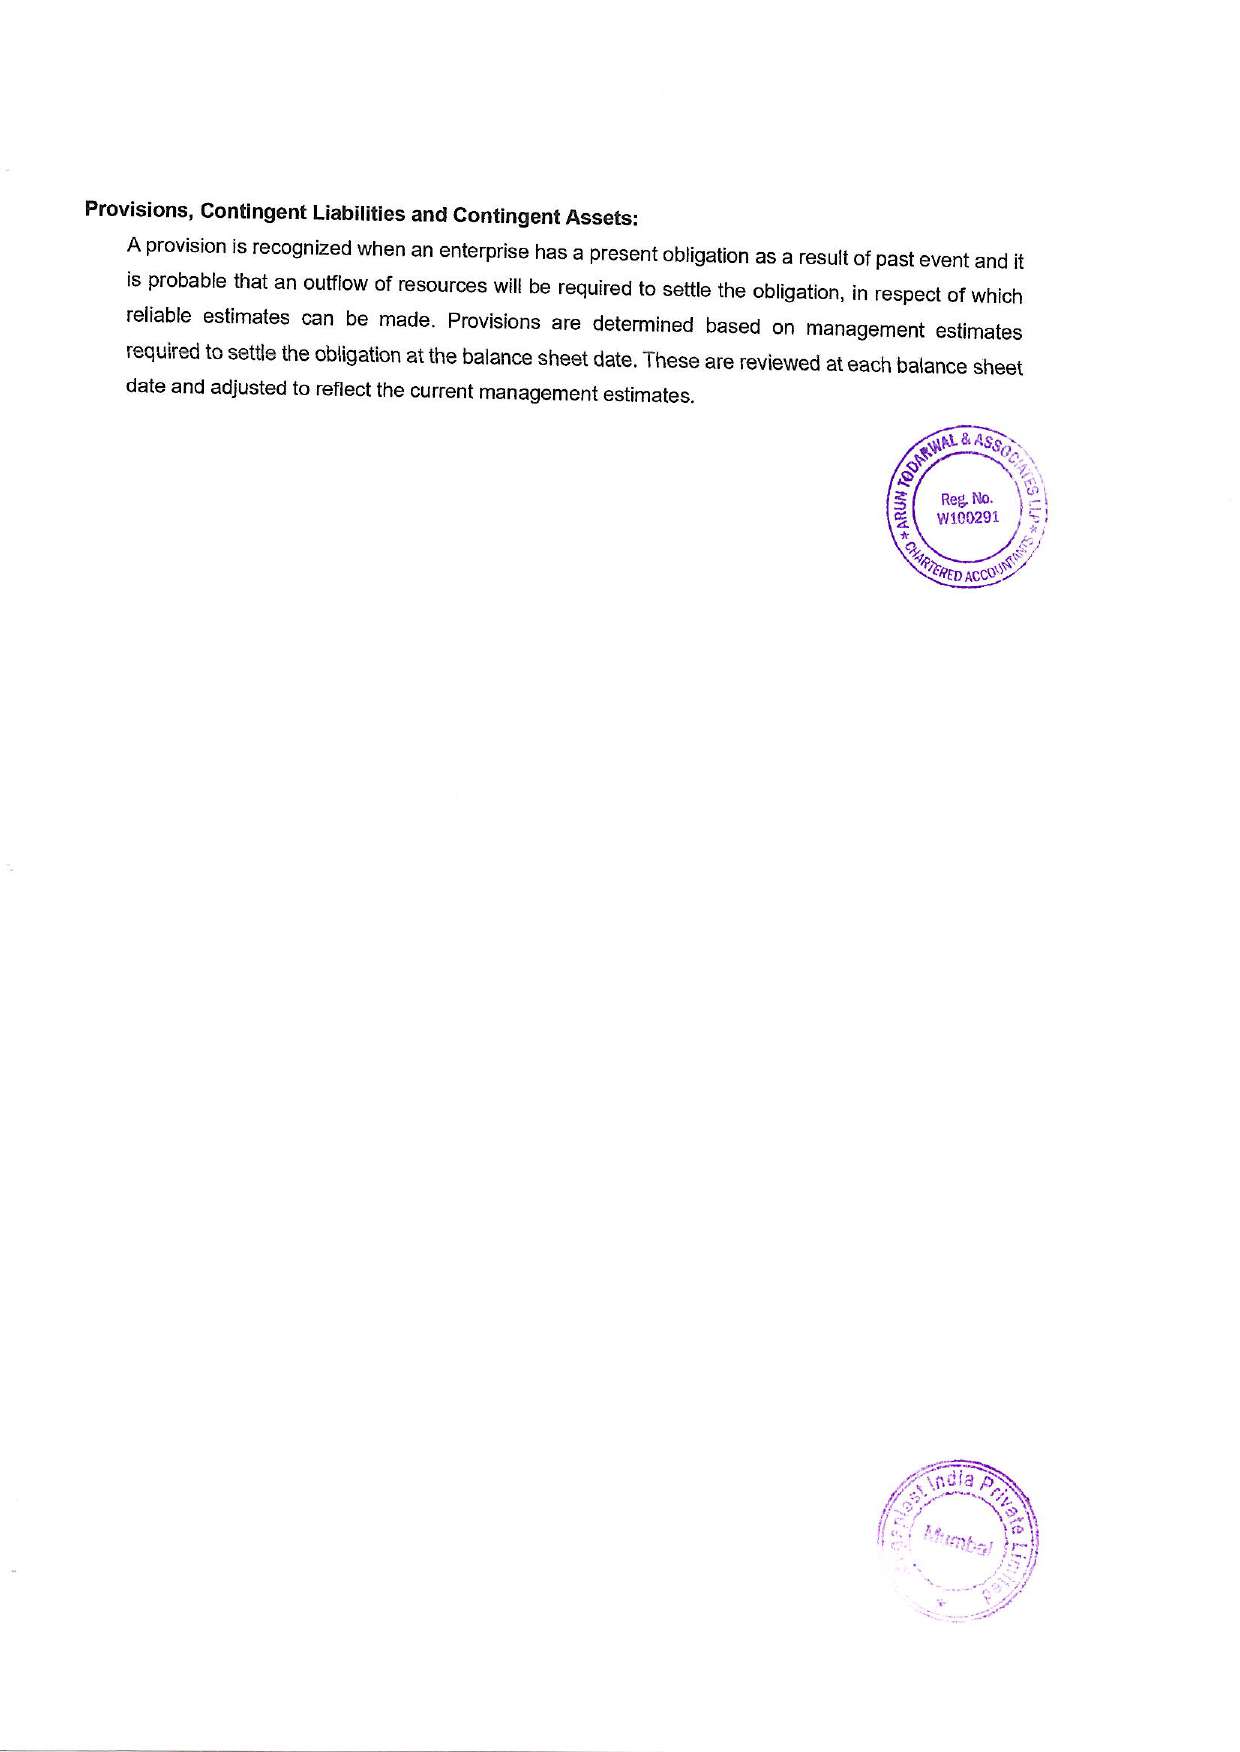 Provisions, Contingent Liabilities and Contingent Assets:
A provision is recognized when an enterprise has a present obligation as a result of past event and it
is probable that an outflow of resources will be required to settle the obligation, in respect of which
reliable estimates can be made. Provisions are determined based on management estimates
required to settle the obligation at the balance sheet date. These are reviewed at each balance sheet
date and adjusted to reflect the current management estimates.
* ARUN TODARWAL & ASSOCIATES LLP *
CHARTERED ACCOUNTANTS
Reg. No.
W100291
India Private Limited
Mumbai